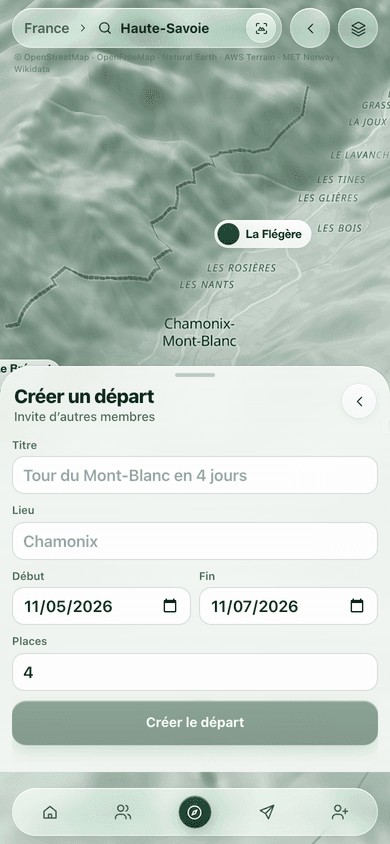 France > Haute-Savoie
© OpenStreetMap · OpenFreeMap · Natural Earth · AWS Terrain · MET Norway ·
Wikidata
GRASS
LA JOUX
LE LAVANCH
LES TINES
LES GLIÈRES
La Flégère
LES BOIS
LES ROSIÈRES
LES NANTS
Chamonix-
Mont-Blanc
Créer un départ
Invite d'autres membres
Titre
Tour du Mont-Blanc en 4 jours
Lieu
Chamonix
Début Fin
11/05/2026 11/07/2026
Places
4
Créer le départ